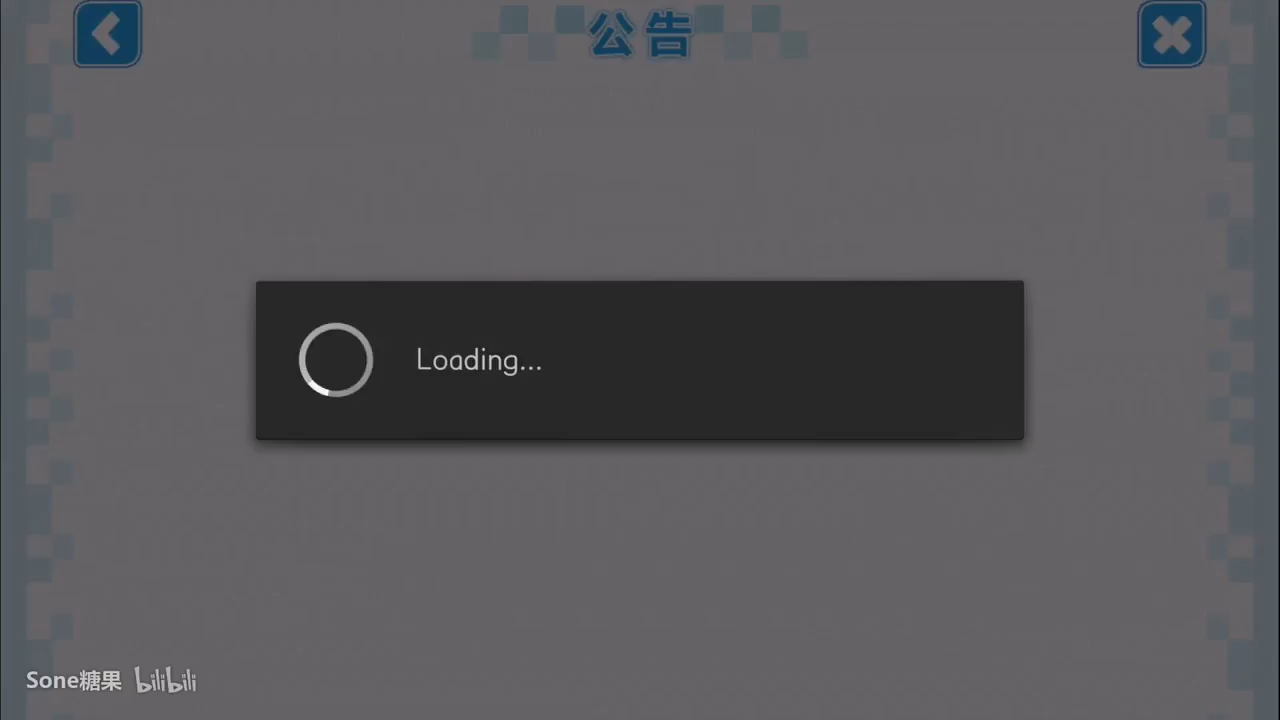 公告
Loading...
Sone糖果 bilibili